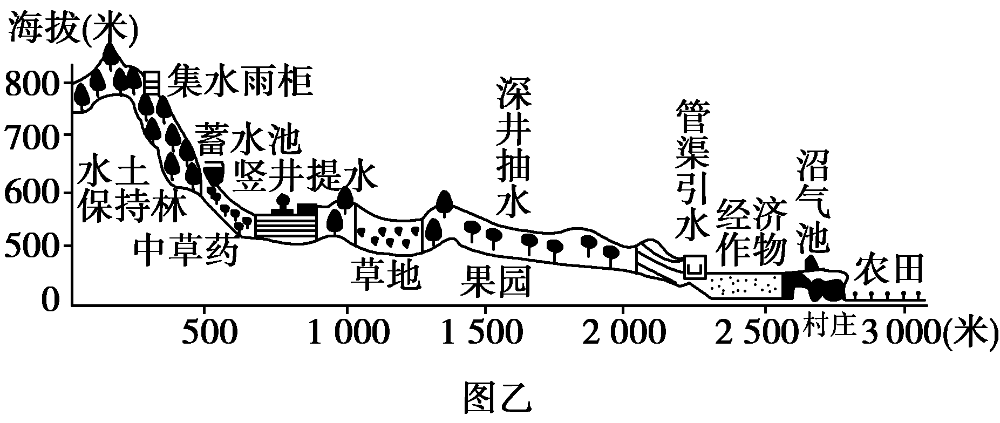 海拔(米)
800
700
600
500
0
集水雨柜
蓄水池
竖井提水
水土
保持林
中草药
草地
深井抽水
果园
管渠引水
经济
作物
沼气池
农田
500
1 000
1 500
2 000
2 500
村庄
3 000(米)
图乙